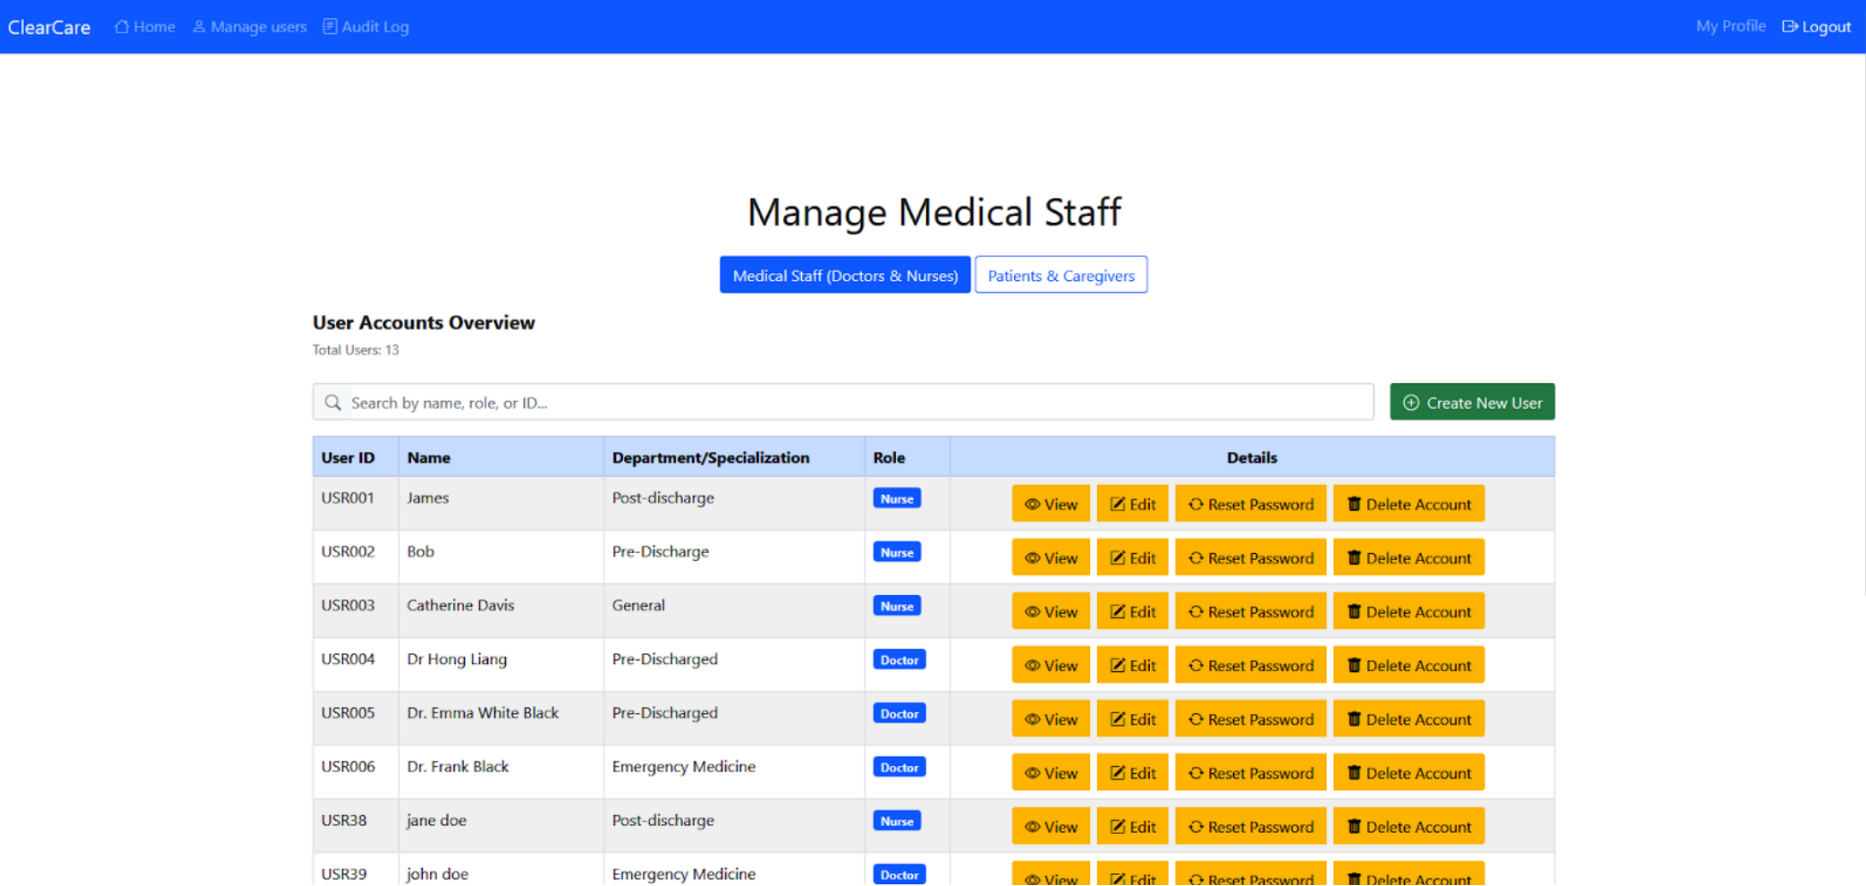 ClearCare Home Manage users Audit Log My Profile Logout
Manage Medical Staff
Medical Staff (Doctors & Nurses) Patients & Caregivers
User Accounts Overview
Total Users: 13
Search by name, role, or ID... Create New User
User ID Name Department/Specialization Role Details
USR001 James Post-discharge Nurse View Edit Reset Password Delete Account
USR002 Bob Pre-Discharge Nurse View Edit Reset Password Delete Account
USR003 Catherine Davis General Nurse View Edit Reset Password Delete Account
USR004 Dr Hong Liang Pre-Discharged Doctor View Edit Reset Password Delete Account
USR005 Dr. Emma White Black Pre-Discharged Doctor View Edit Reset Password Delete Account
USR006 Dr. Frank Black Emergency Medicine Doctor View Edit Reset Password Delete Account
USR38 jane doe Post-discharge Nurse View Edit Reset Password Delete Account
USR39 john doe Emergency Medicine Doctor View Edit Reset Password Delete Account